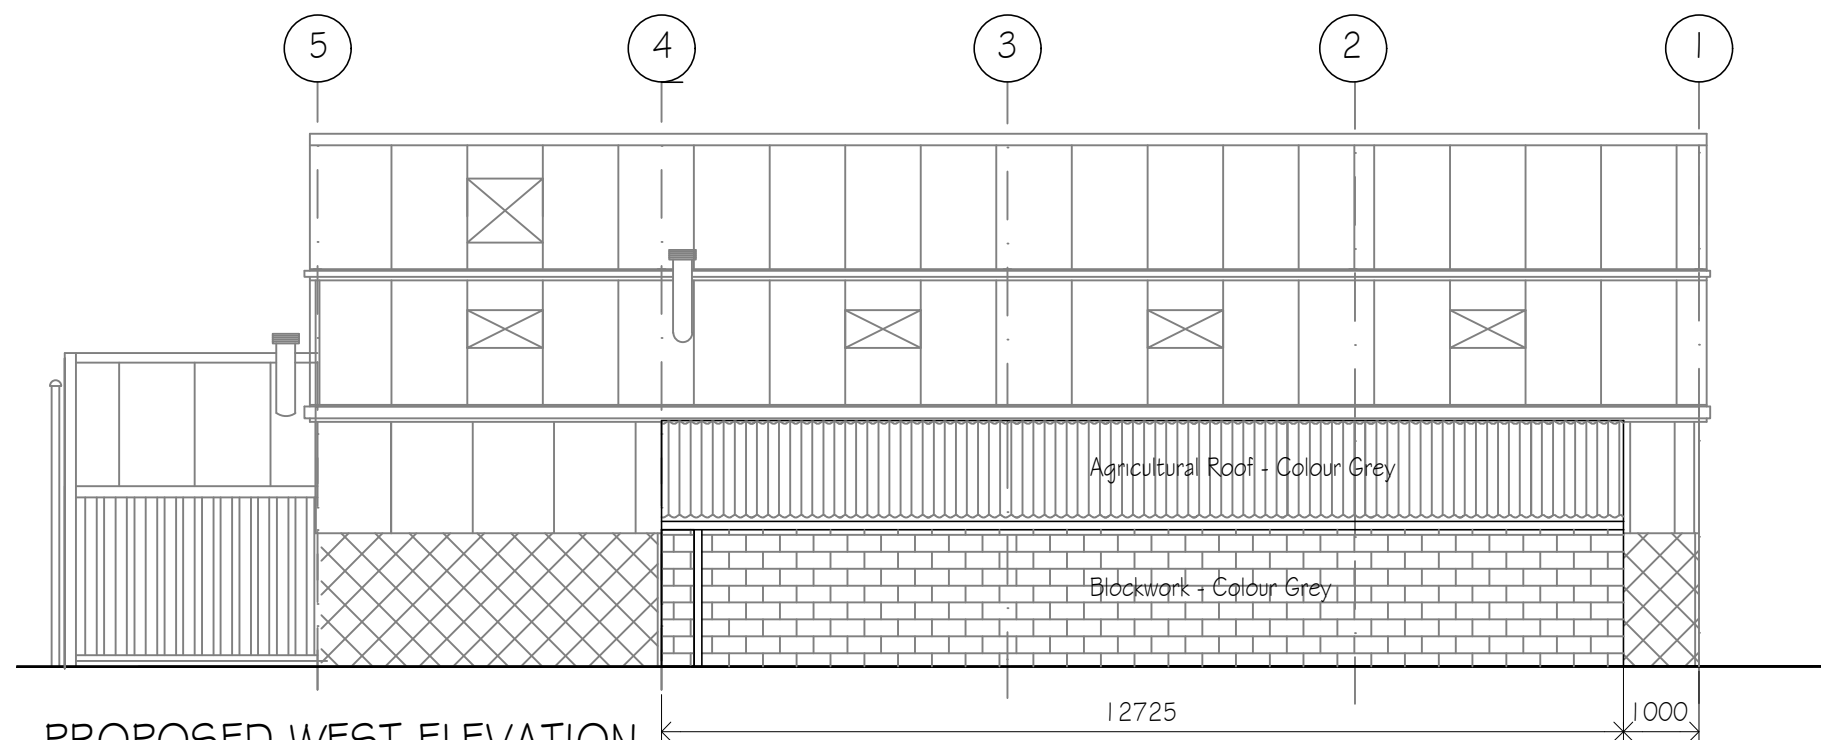 5 4 3 2 1
Agricultural Roof - Colour Grey
Blockwork - Colour Grey
12725 1000
PROPOSED WEST ELEVATION